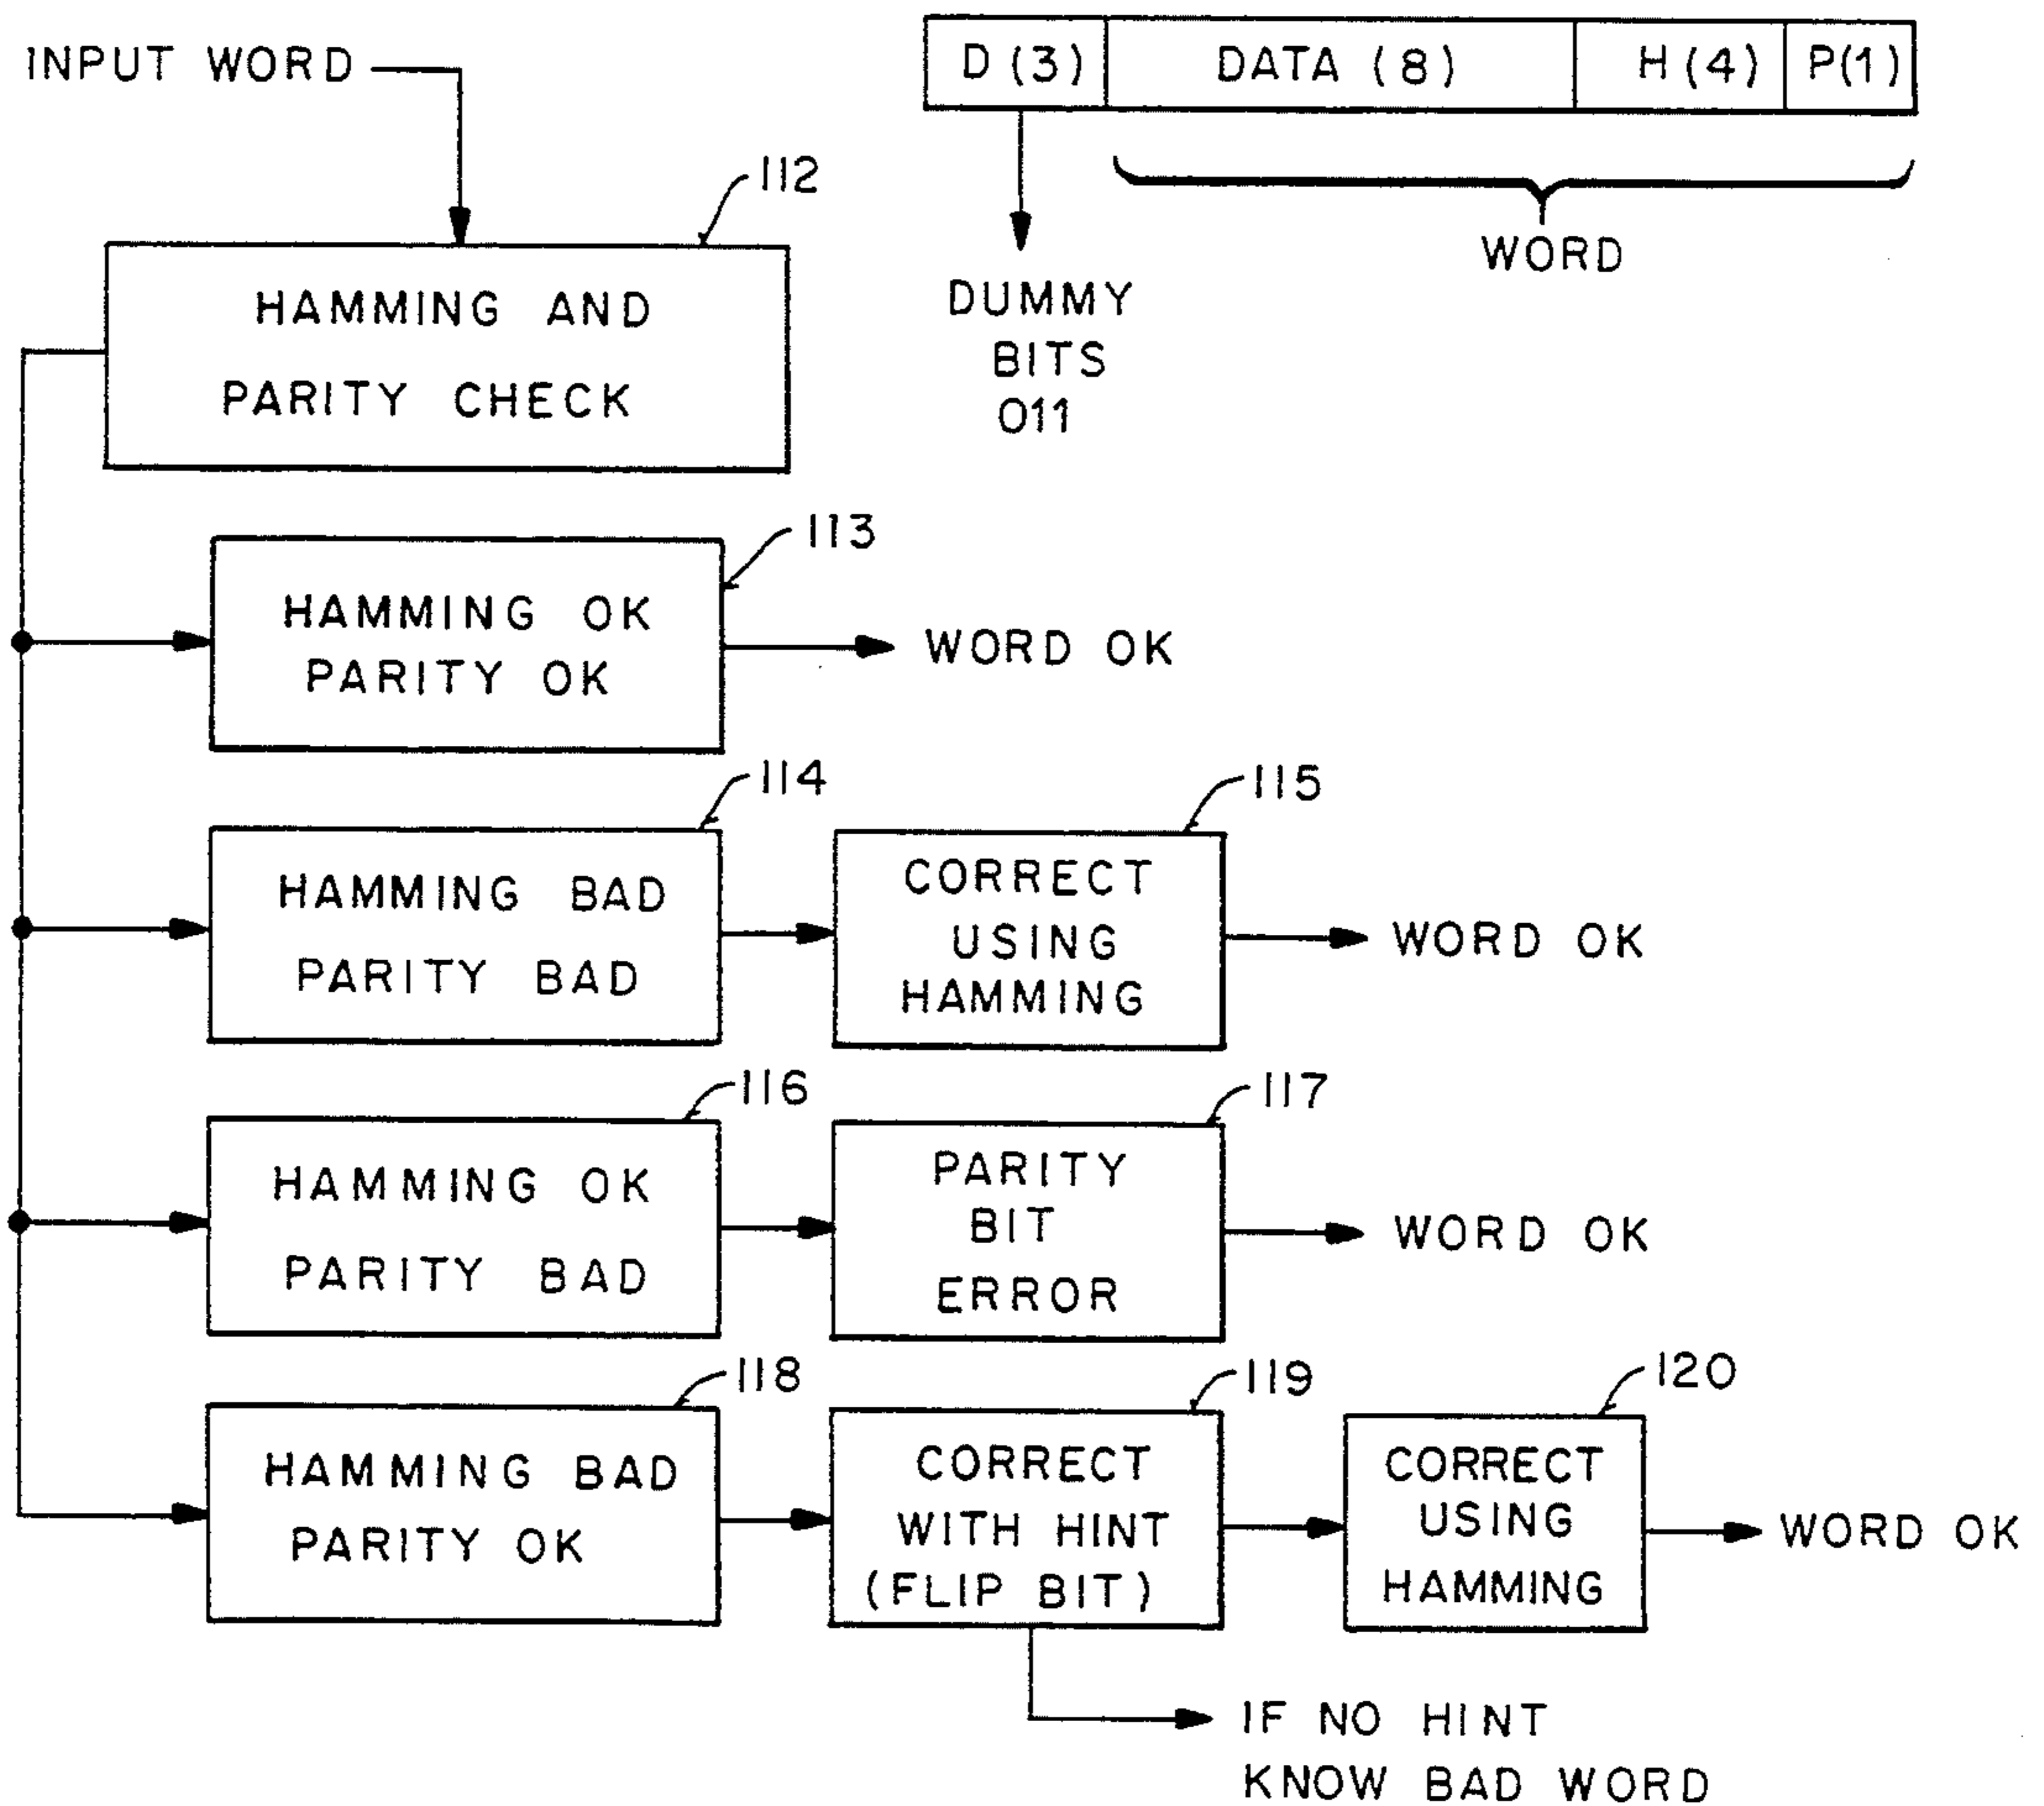 INPUT WORD
D (3) DATA (8) H (4) P(1)
WORD
DUMMY
BITS
011
112
HAMMING AND
PARITY CHECK
113
HAMMING OK
PARITY OK
WORD OK
114
HAMMING BAD
PARITY BAD
115
CORRECT
USING
HAMMING
WORD OK
116
HAMMING OK
PARITY BAD
117
PARITY
BIT
ERROR
WORD OK
118
HAMMING BAD
PARITY OK
119
CORRECT
WITH HINT
(FLIP BIT)
120
CORRECT
USING
HAMMING
WORD OK
IF NO HINT
KNOW BAD WORD